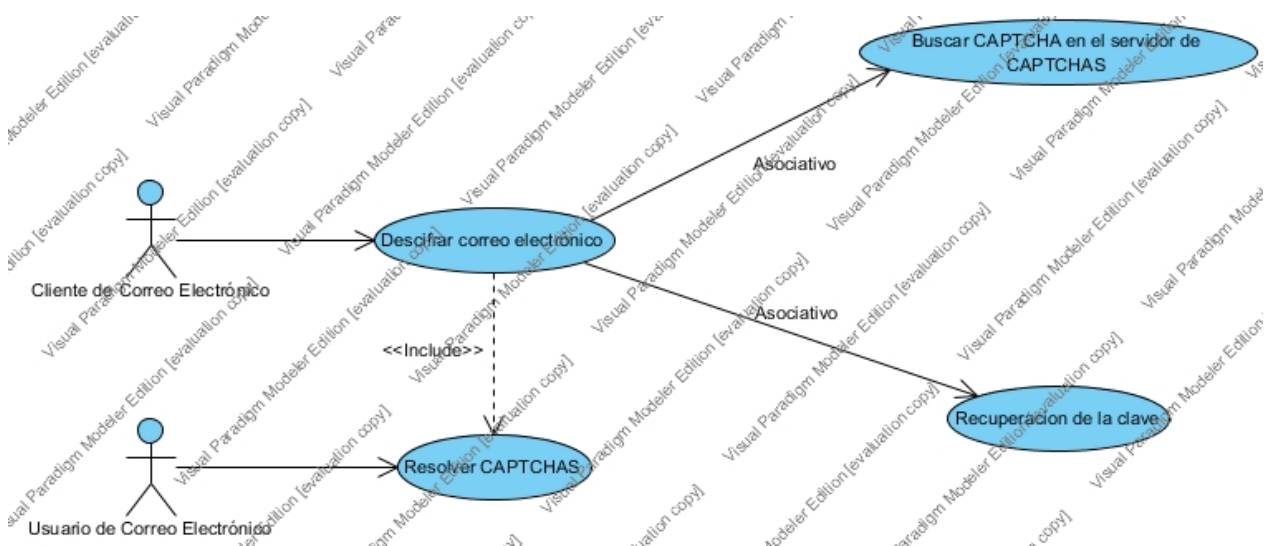 Buscar CAPTCHA en el servidor de
CAPTCHAS
Asociativo
Descifrar correo electrónico
Cliente de Correo Electrónico
Asociativo
<<Include>>
Recuperacion de la clave
Resolver CAPTCHAS
Usuario de Correo Electrónico
Visual Paradigm Modeler Edition [evaluation copy]